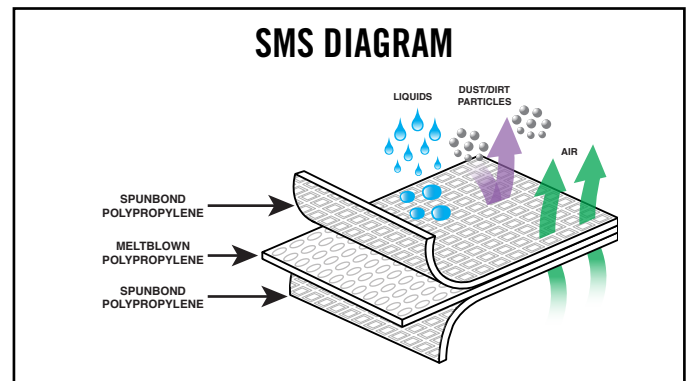 SMS DIAGRAM
LIQUIDS
DUST/DIRT
PARTICLES
AIR
SPUNBOND
POLYPROPYLENE
MELTBLOWN
POLYPROPYLENE
SPUNBOND
POLYPROPYLENE